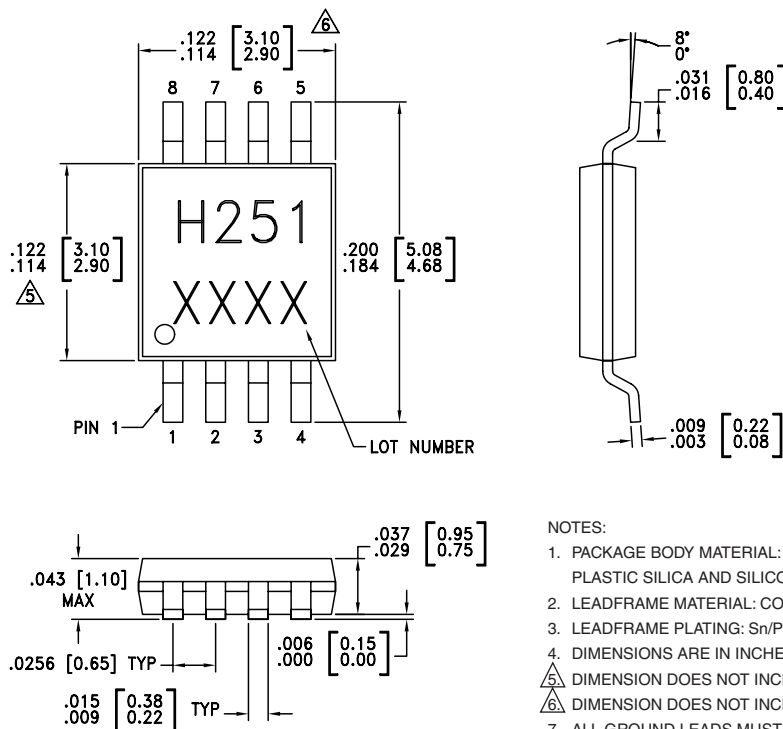 .122 [3.10]
.114 [2.90]
6
8 7 6 5
8°
0°
.031 [0.80]
.016 [0.40]
H251
XXXX
.122 [3.10]
.114 [2.90]
5
.200 [5.08]
.184 [4.68]
PIN 1
1 2 3 4
LOT NUMBER
.009 [0.22]
.003 [0.08]
.043 [1.10]
MAX
.037 [0.95]
.029 [0.75]
.0256 [0.65] TYP
.006 [0.15]
.000 [0.00]
.015 [0.38] TYP
.009 [0.22]
NOTES:
1. PACKAGE BODY MATERIAL:
PLASTIC SILICA AND SILICO
2. LEADFRAME MATERIAL: CO
3. LEADFRAME PLATING: Sn/P
4. DIMENSIONS ARE IN INCHE
5. DIMENSION DOES NOT INC
6. DIMENSION DOES NOT INC
7. ALL GROUND LEADS MUST